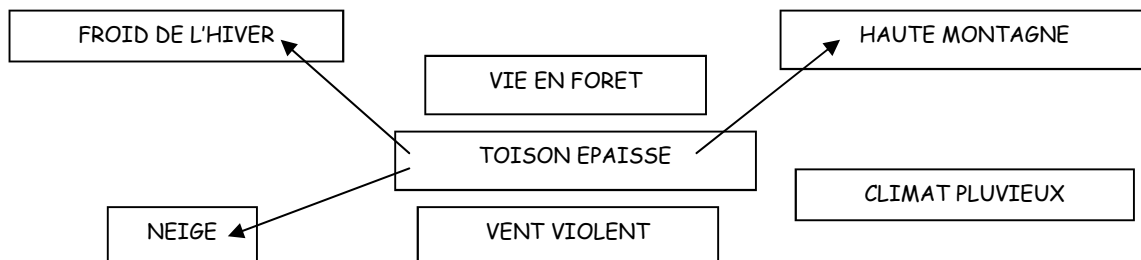 FROID DE L'HIVER
HAUTE MONTAGNE
VIE EN FORET
TOISON EPAISSE
CLIMAT PLUVIEUX
NEIGE
VENT VIOLENT